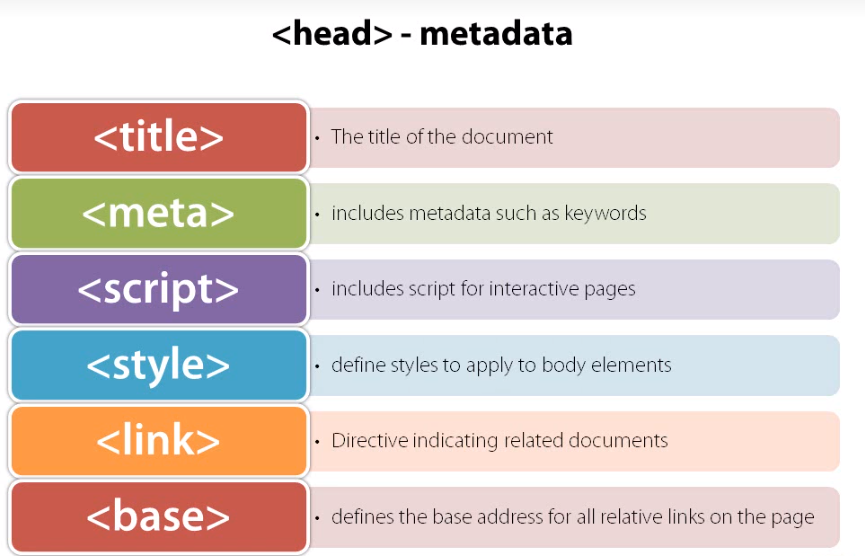 <head> - metadata
<title>
• The title of the document
<meta>
• includes metadata such as keywords
<script>
• includes script for interactive pages
<style>
• define styles to apply to body elements
<link>
• Directive indicating related documents
<base>
• defines the base address for all relative links on the page